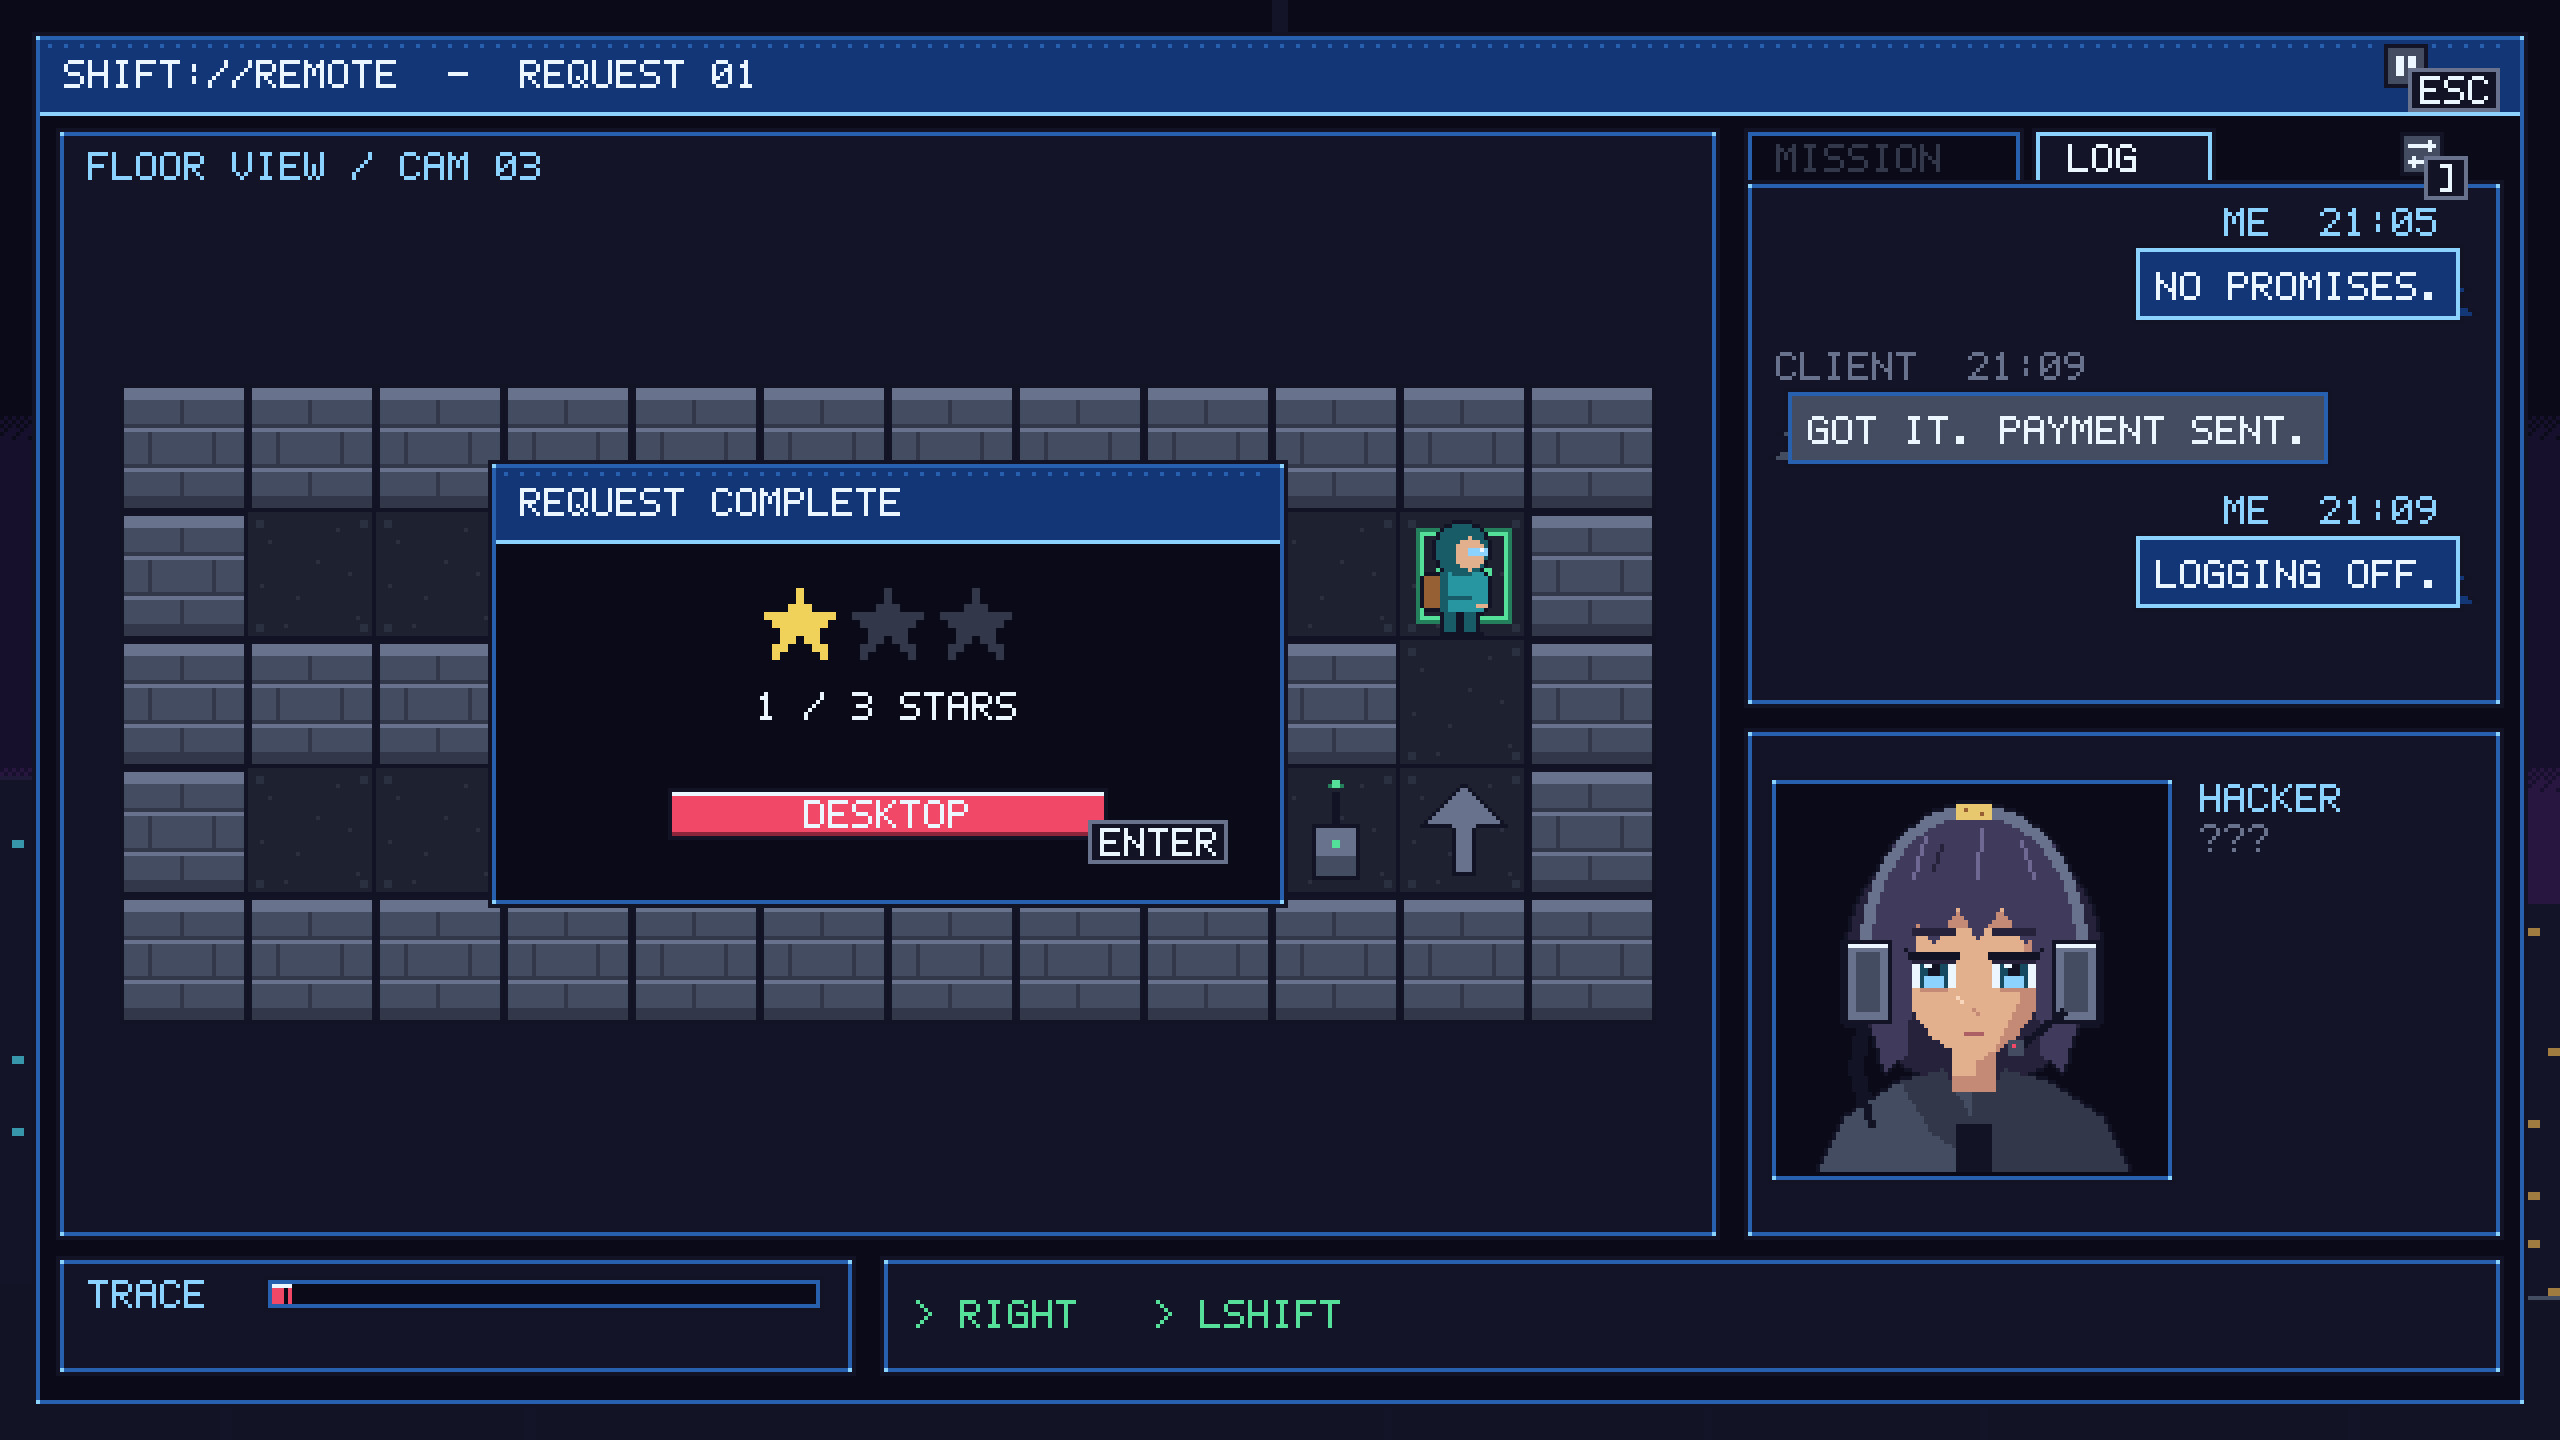 SHIFT://REMOTE - REQUEST 01
ESC
FLOOR VIEW / CAM 03
MISSION
LOG
]
ME 21:05
NO PROMISES.
CLIENT 21:09
GOT IT. PAYMENT SENT.
ME 21:09
LOGGING OFF.
REQUEST COMPLETE
1 / 3 STARS
DESKTOP
ENTER
HACKER
???
TRACE
> RIGHT > LSHIFT